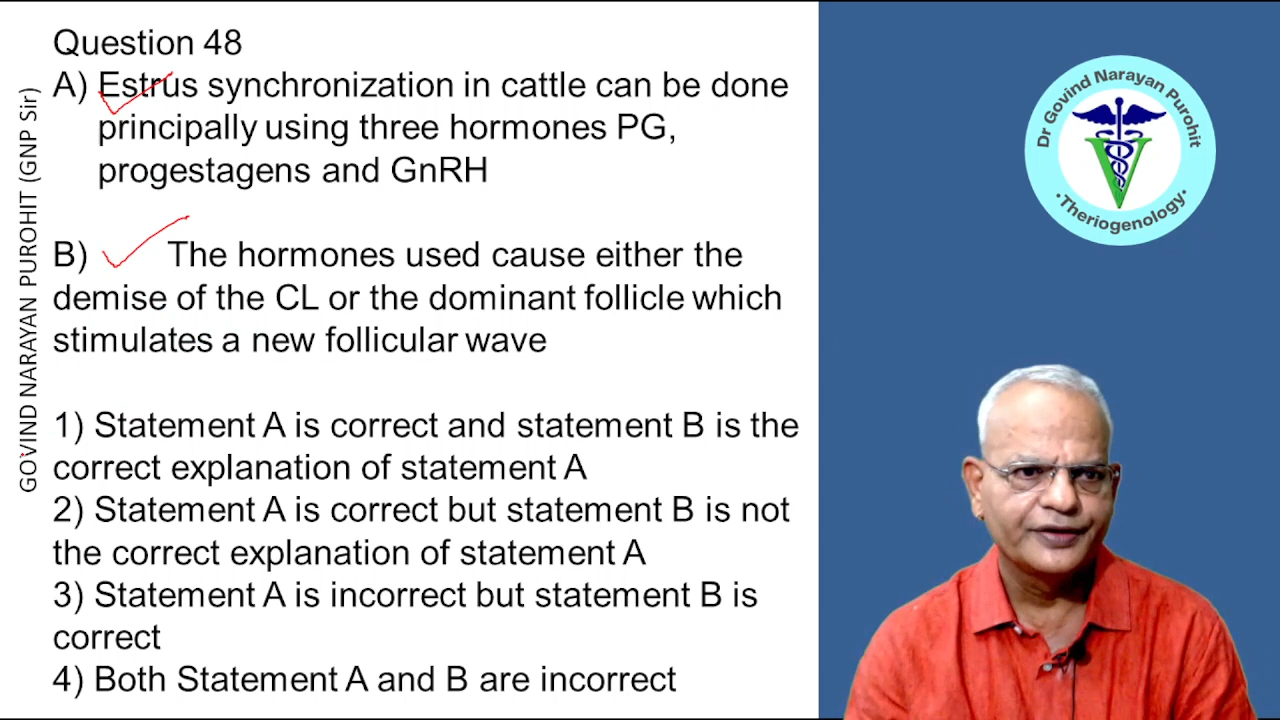 Question 48
A) Estrus synchronization in cattle can be done
principally using three hormones PG,
progestagens and GnRH
B) The hormones used cause either the
demise of the CL or the dominant follicle which
stimulates a new follicular wave
1) Statement A is correct and statement B is the
correct explanation of statement A
2) Statement A is correct but statement B is not
the correct explanation of statement A
3) Statement A is incorrect but statement B is
correct
4) Both Statement A and B are incorrect
GOVIND NARAYAN PUROHIT (GNP Sir)
Dr Govind Narayan Purohit
V
·Theriogenology·